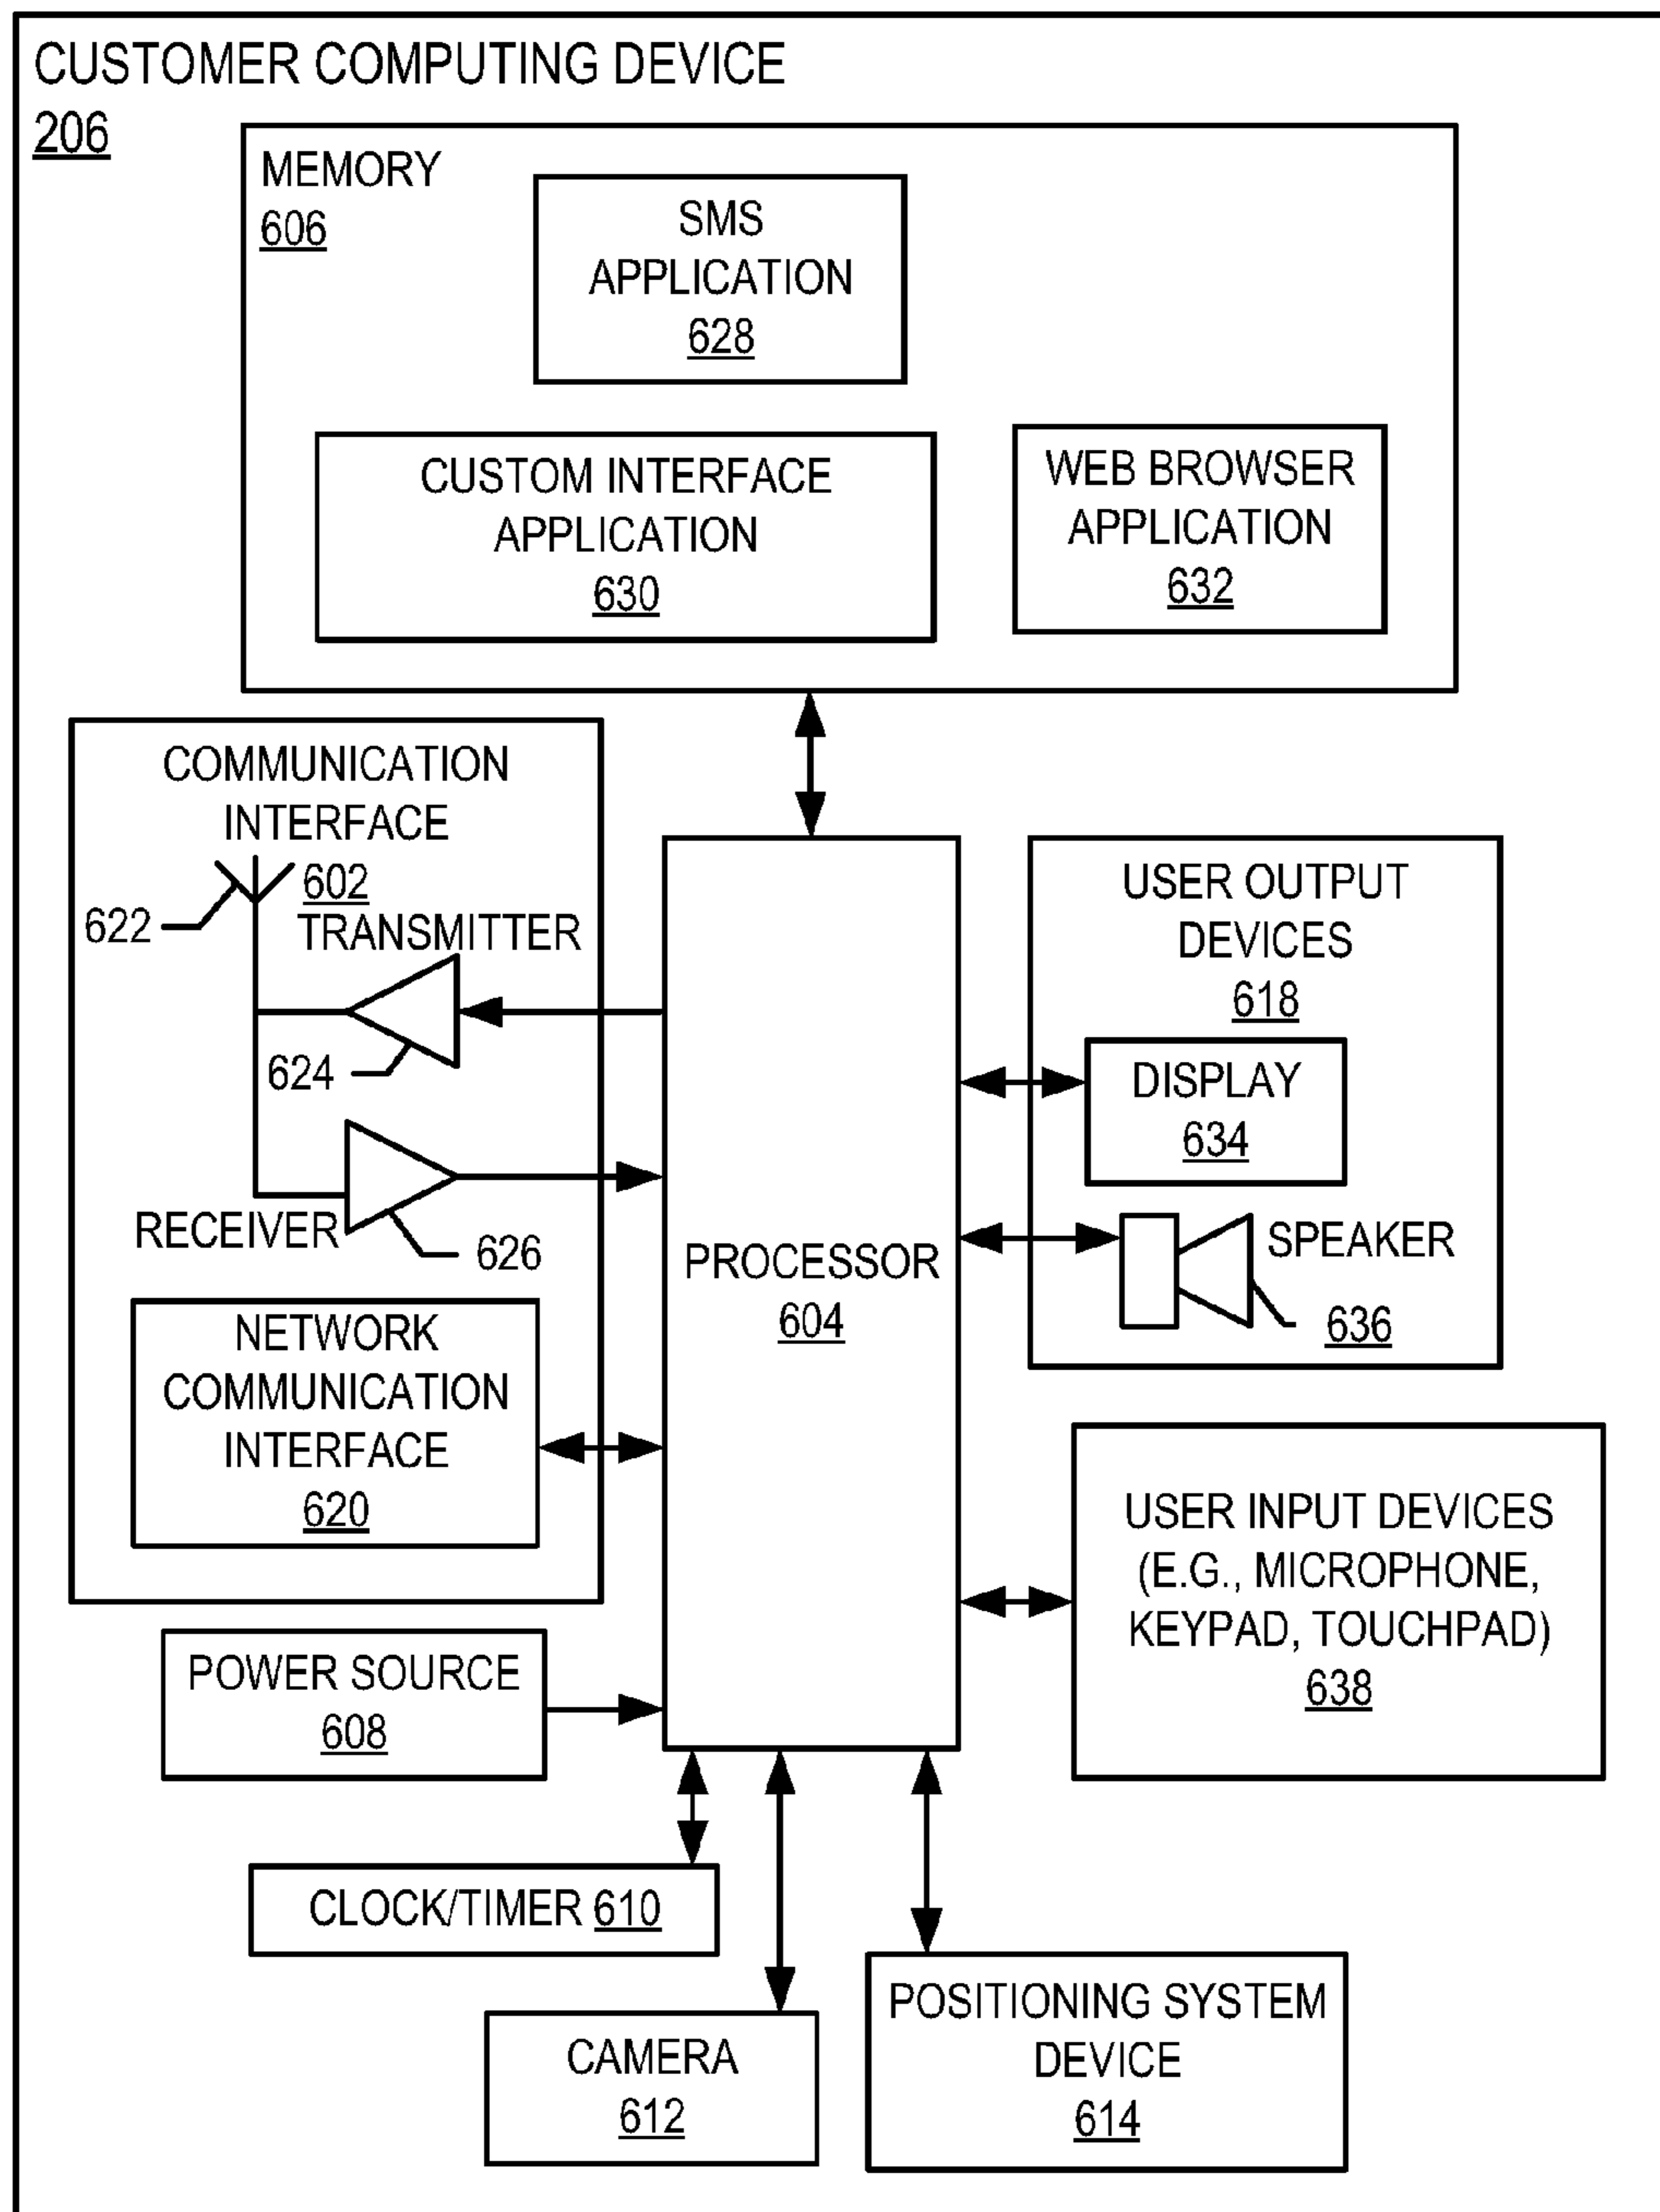 CUSTOMER COMPUTING DEVICE
206
MEMORY
606
SMS
APPLICATION
628
CUSTOM INTERFACE
APPLICATION
630
WEB BROWSER
APPLICATION
632
COMMUNICATION
INTERFACE
602
622
TRANSMITTER
624
RECEIVER
626
NETWORK
COMMUNICATION
INTERFACE
620
PROCESSOR
604
USER OUTPUT
DEVICES
618
DISPLAY
634
SPEAKER
636
USER INPUT DEVICES
(E.G., MICROPHONE,
KEYPAD, TOUCHPAD)
638
POWER SOURCE
608
CLOCK/TIMER 610
CAMERA
612
POSITIONING SYSTEM
DEVICE
614